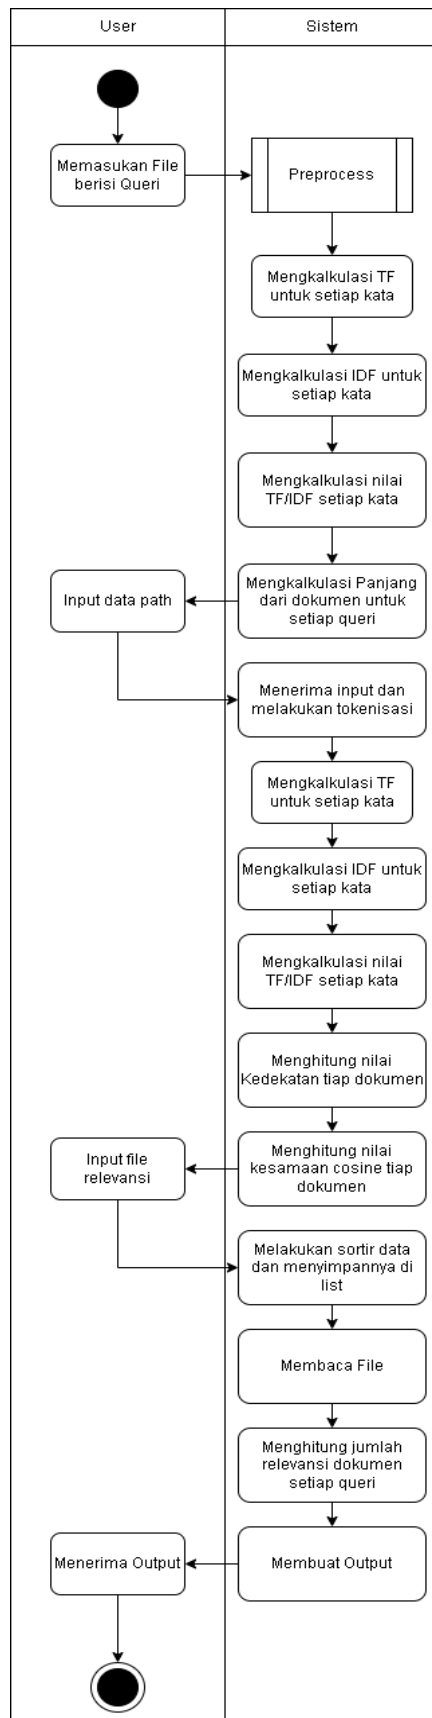 User
Sistem
Memasukan File
berisi Queri
Preprocess
Mengkalkulasi TF
untuk setiap kata
Mengkalkulasi IDF untuk
setiap kata
Mengkalkulasi nilai
TF/IDF setiap kata
Input data path
Mengkalkulasi Panjang
dari dokumen untuk
setiap queri
Menerima input dan
melakukan tokenisasi
Mengkalkulasi TF
untuk setiap kata
Mengkalkulasi IDF untuk
setiap kata
Mengkalkulasi nilai
TF/IDF setiap kata
Menghitung nilai
Kedekatan tiap dokumen
Input file
relevansi
Menghitung nilai
kesamaan cosine tiap
dokumen
Melakukan sortir data
dan menyimpannya di
list
Membaca File
Menghitung jumlah
relevansi dokumen
setiap queri
Menerima Output
Membuat Output